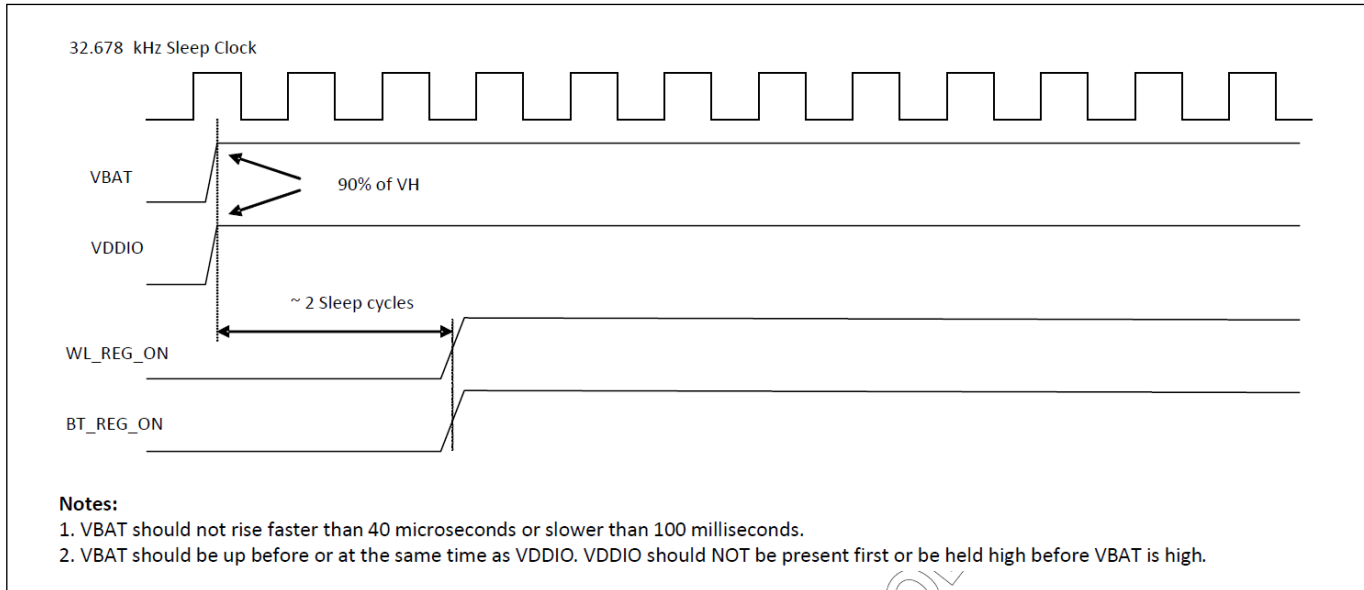 32.678 kHz Sleep Clock
VBAT
90% of VH
VDDIO
~ 2 Sleep cycles
WL_REG_ON
BT_REG_ON
Notes:
1. VBAT should not rise faster than 40 microseconds or slower than 100 milliseconds.
2. VBAT should be up before or at the same time as VDDIO. VDDIO should NOT be present first or be held high before VBAT is high.